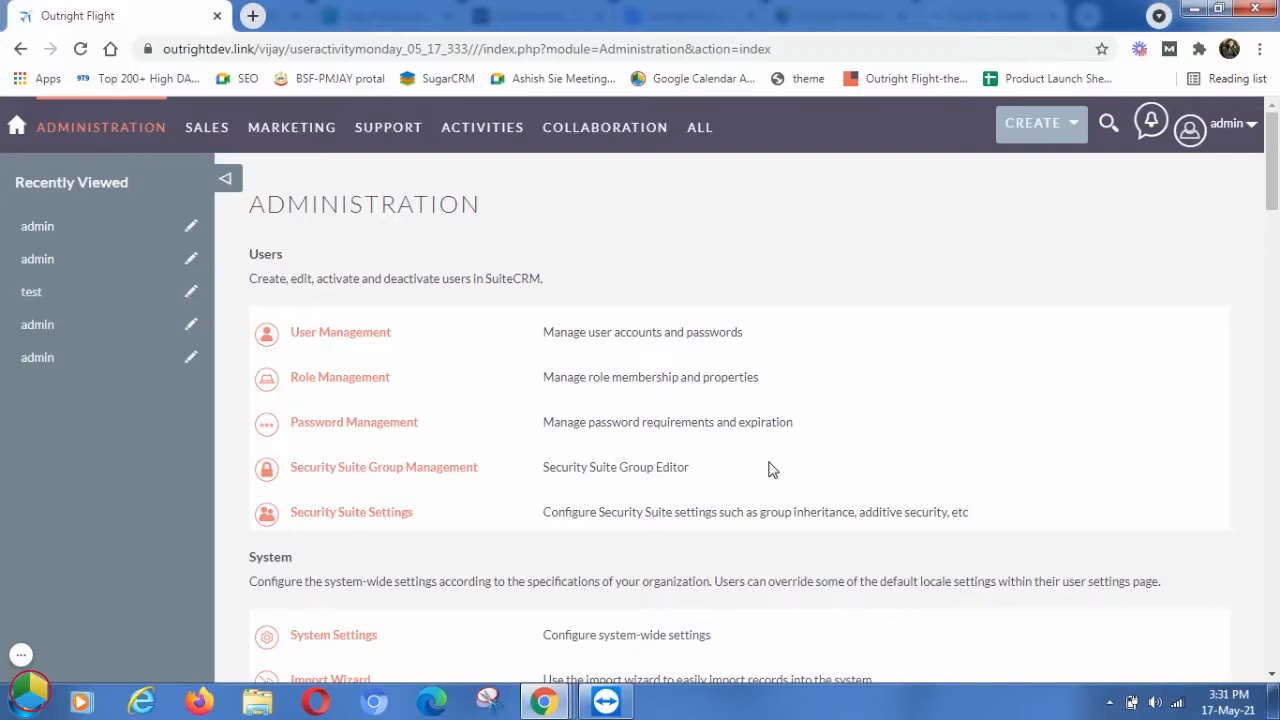 Outright Flight
outrightdev.link/vijay/useractivitymonday_05_17_333///index.php?module=Administration&action=index
Apps
Top 200+ High DA...
SEO
BSF-PMJAY protal
SugarCRM
Ashish Sie Meeting...
Google Calendar A...
theme
Outright Flight-the...
Product Launch She...
Reading list
ADMINISTRATION
SALES
MARKETING
SUPPORT
ACTIVITIES
COLLABORATION
ALL
CREATE
admin
Recently Viewed
admin
admin
test
admin
admin
ADMINISTRATION
Users
Create, edit, activate and deactivate users in SuiteCRM.
User Management
Manage user accounts and passwords
Role Management
Manage role membership and properties
Password Management
Manage password requirements and expiration
Security Suite Group Management
Security Suite Group Editor
Security Suite Settings
Configure Security Suite settings such as group inheritance, additive security, etc
System
Configure the system-wide settings according to the specifications of your organization. Users can override some of the default locale settings within their user settings page.
System Settings
Configure system-wide settings
Import Wizard
Use the import wizard to easily import records into the system
3:31 PM
17-May-21